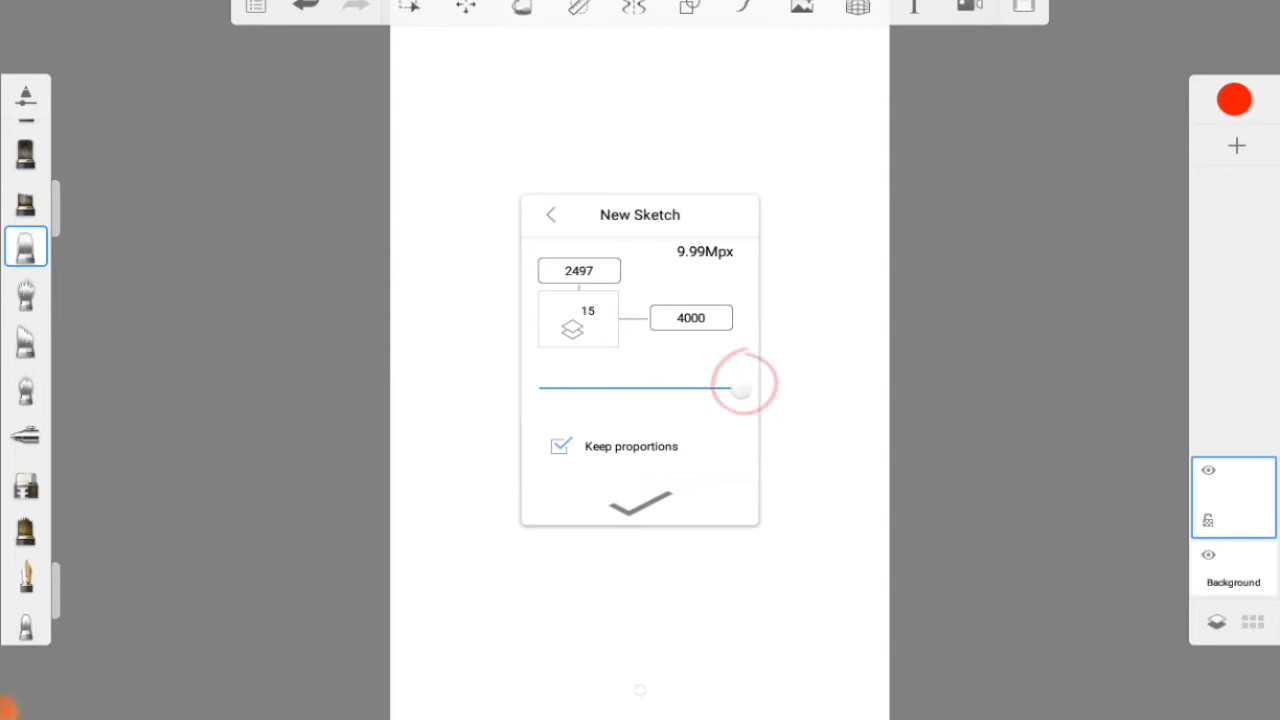 New Sketch
9.99Mpx
2497
15
4000
Keep proportions
Background